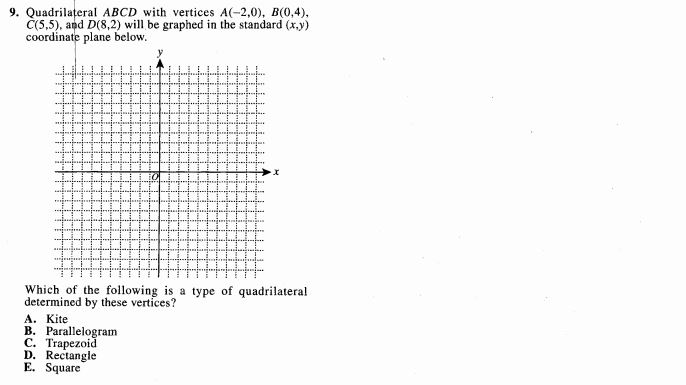 9. Quadrilateral ABCD with vertices A(−2,0), B(0,4),
C(5,5), and D(8,2) will be graphed in the standard (x,y)
coordinate plane below.
y
x
O
Which of the following is a type of quadrilateral
determined by these vertices?
A. Kite
B. Parallelogram
C. Trapezoid
D. Rectangle
E. Square